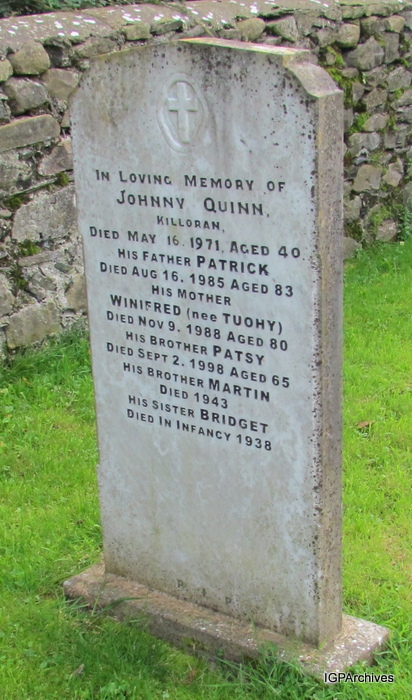 IN LOVING MEMORY OF
JOHNNY QUINN,
KILLORAN,
DIED MAY 16. 1971, AGED 40.
HIS FATHER PATRICK
DIED AUG 16. 1985 AGED 83
HIS MOTHER
WINIFRED (nee TUOHY)
DIED NOV 9. 1988 AGED 80
HIS BROTHER PATSY
DIED SEPT 2. 1998 AGED 65
HIS BROTHER MARTIN
DIED 1943
HIS SISTER BRIDGET
DIED IN INFANCY 1938
R.I.P.
IGPArchives